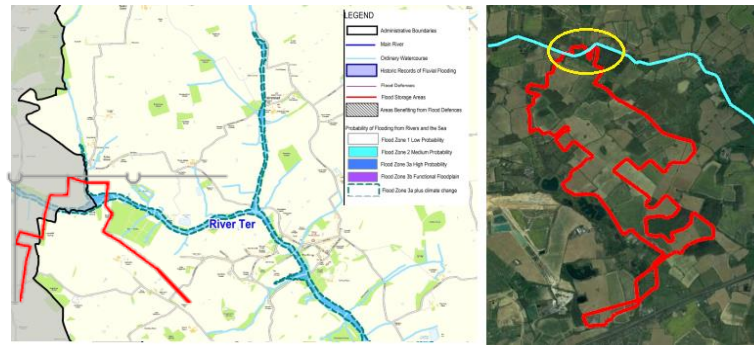 LEGEND
Administrative Boundaries
Main River
Ordinary Watercourse
Historic Records of Fluvial Flooding
Flood Defences
Flood Storage Areas
Areas Benefiting from Flood Defences
Probability of Flooding from Rivers and the Sea
Flood Zone 1 Low Probability
Flood Zone 2 Medium Probability
Flood Zone 3a High Probability
Flood Zone 3b Functional Floodplain
Flood Zone 3a plus climate change
River Ter